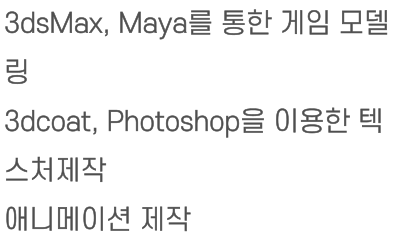 3dsMax, Maya를 통한 게임 모델
링
3dcoat, Photoshop을 이용한 텍
스처제작
애니메이션 제작